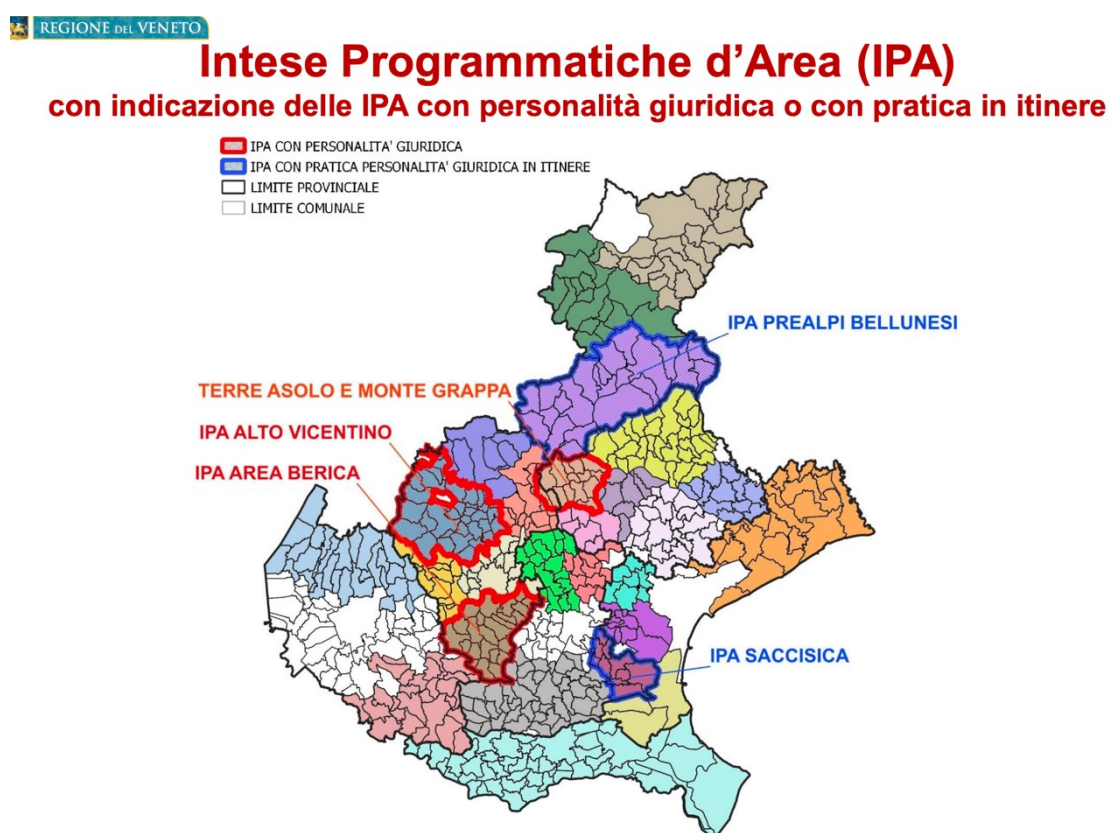 REGIONE DEL VENETO
Intese Programmatiche d’Area (IPA)
con indicazione delle IPA con personalità giuridica o con pratica in itinere
IPA CON PERSONALITA' GIURIDICA
IPA CON PRATICA PERSONALITA' GIURIDICA IN ITINERE
LIMITE PROVINCIALE
LIMITE COMUNALE
IPA PREALPI BELLUNESI
TERRE ASOLO E MONTE GRAPPA
IPA ALTO VICENTINO
IPA AREA BERICA
IPA SACCISICA